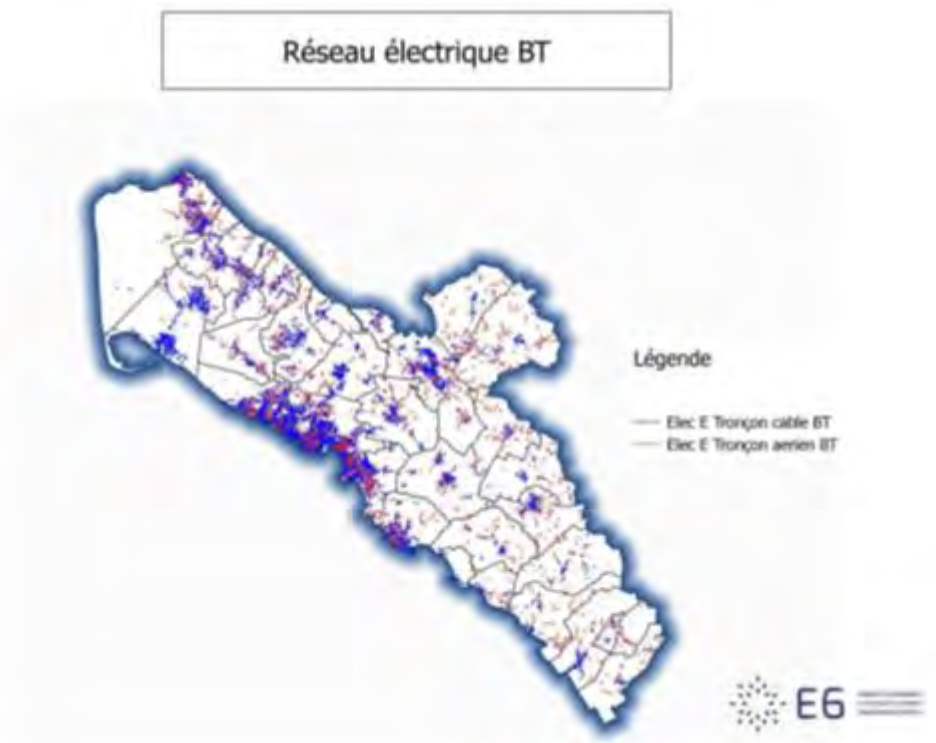 Réseau électrique BT
Légende
Elec E Tronçon cable BT
Elec E Tronçon aerien BT
E6